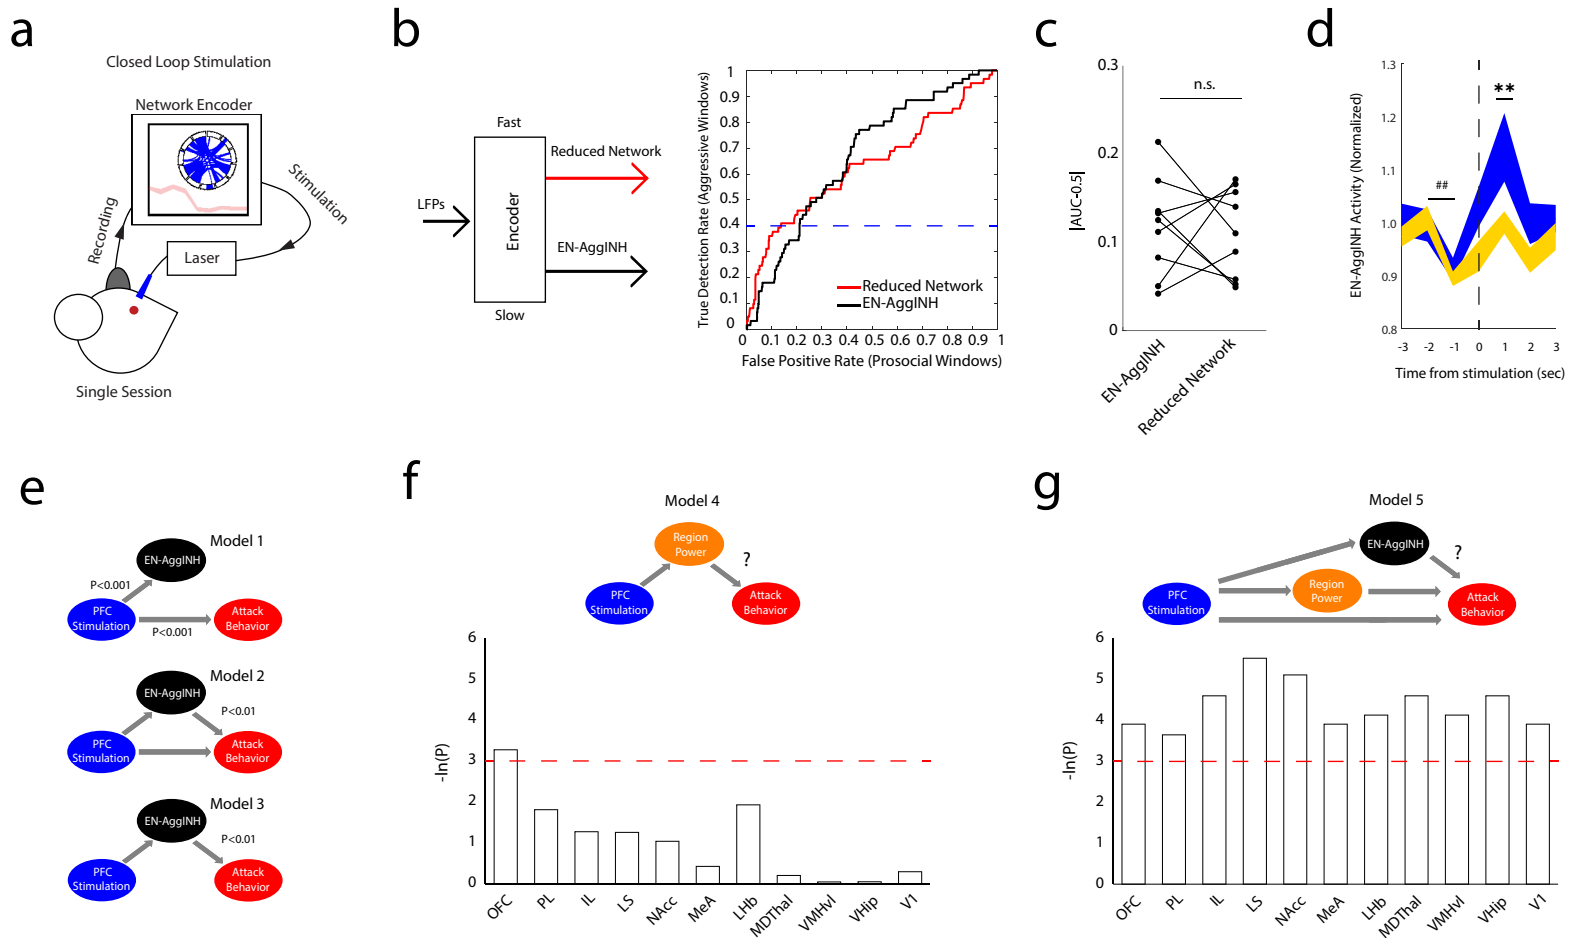 a
Closed Loop Stimulation
Network Encoder
Recording
Stimulation
Laser
Single Session
b
Fast
LFPs
Encoder
Reduced Network
EN-AggINH
Slow
True Detection Rate (Aggressive Windows)
1
0.9
0.8
0.7
0.6
0.5
0.4
0.3
0.2
0.1
0
Reduced Network
EN-AggINH
0 0.1 0.2 0.3 0.4 0.5 0.6 0.7 0.8 0.9 1
False Positive Rate (Prosocial Windows)
c
n.s.
|AUC-0.5|
0.3
0.2
0.1
0
EN-AggINH
Reduced Network
d
**
##
EN-AggINH Activity (Normalized)
1.3
1.2
1.1
1.0
0.9
0.8
-3 -2 -1 0 1 2 3
Time from stimulation (sec)
e
Model 1
EN-AggINH
P<0.001
PFC
Stimulation
P<0.001
Attack
Behavior
Model 2
EN-AggINH
P<0.01
PFC
Stimulation
Attack
Behavior
Model 3
EN-AggINH
P<0.01
PFC
Stimulation
Attack
Behavior
f
Model 4
Region
Power
?
PFC
Stimulation
Attack
Behavior
-ln(P)
6
5
4
3
2
1
0
OFC
PL
IL
LS
NAcc
MeA
LHb
MDThal
VMHvl
VHip
V1
g
Model 5
EN-AggINH
?
Region
Power
PFC
Stimulation
Attack
Behavior
-ln(P)
6
5
4
3
2
1
0
OFC
PL
IL
LS
NAcc
MeA
LHb
MDThal
VMHvl
VHip
V1